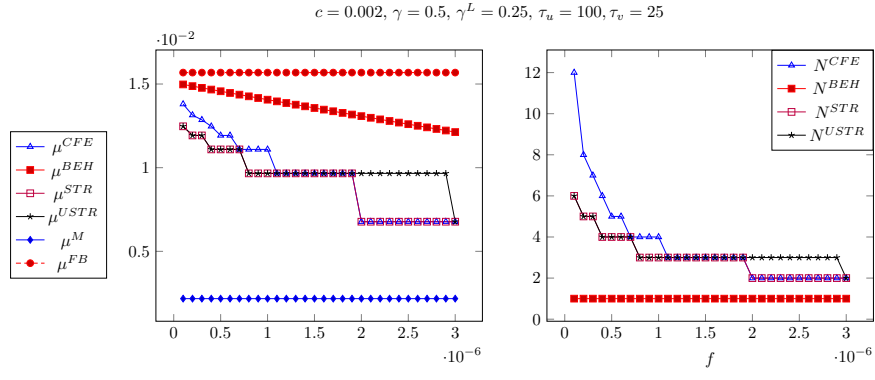 c = 0.002, γ = 0.5, γ^L = 0.25, τ_u = 100, τ_v = 25
·10^−2
1.5
1
0.5
0 0.5 1 1.5 2 2.5 3
·10^−6
μ^CFE
μ^BEH
μ^STR
μ^USTR
μ^M
μ^FB
12
10
8
6
4
2
0
0 0.5 1 1.5 2 2.5 3
f
·10^−6
N^CFE
N^BEH
N^STR
N^USTR